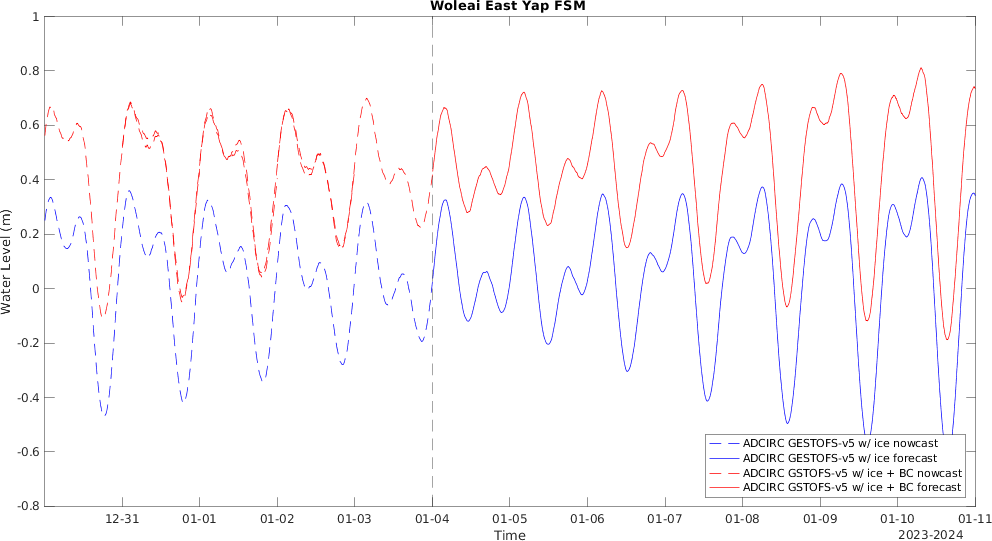 Woleai East Yap FSM
Water Level (m)
1
0.8
0.6
0.4
0.2
0
-0.2
-0.4
-0.6
-0.8
ADCIRC GESTOFS-v5 w/ ice nowcast
ADCIRC GESTOFS-v5 w/ ice forecast
ADCIRC GSTOFS-v5 w/ ice + BC nowcast
ADCIRC GSTOFS-v5 w/ ice + BC forecast
12-31 01-01 01-02 01-03 01-04 01-05 01-06 01-07 01-08 01-09 01-10 01-11
Time
2023-2024